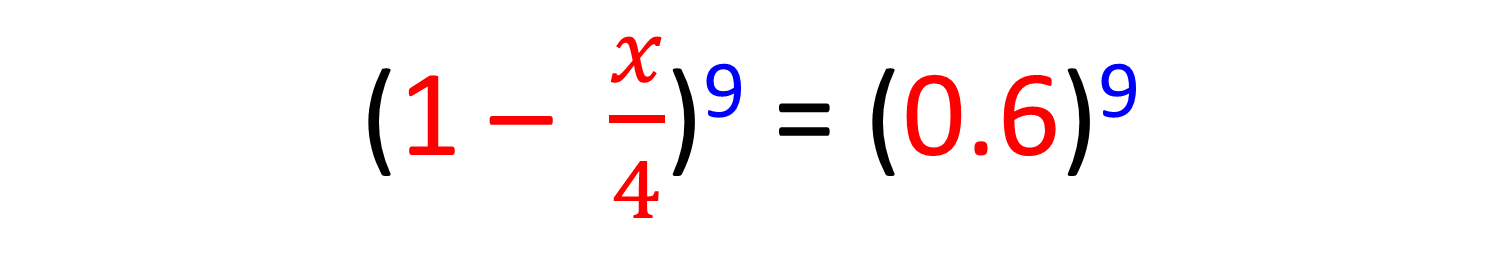 (1 − x/4)⁹ = (0.6)⁹